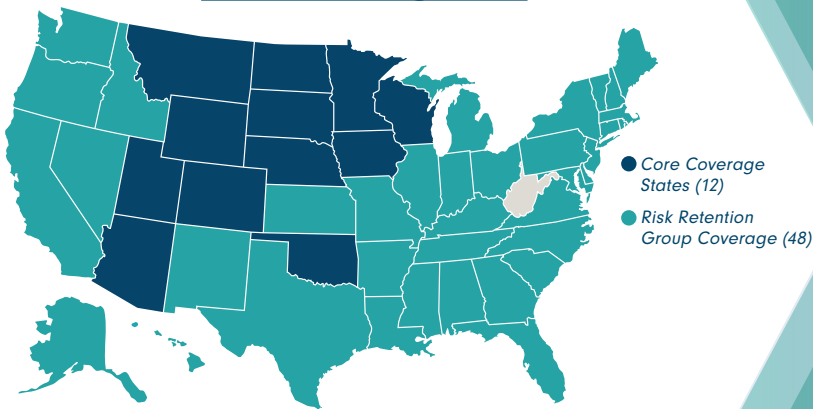 Core Coverage
States (12)
Risk Retention
Group Coverage (48)